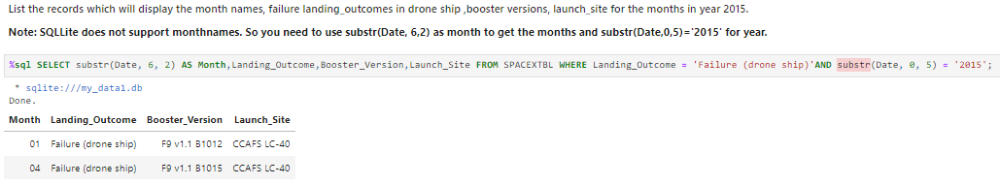 List the records which will display the month names, failure landing_outcomes in drone ship ,booster versions, launch_site for the months in year 2015.
Note: SQLLite does not support monthnames. So you need to use substr(Date, 6,2) as month to get the months and substr(Date,0,5)='2015' for year.
%sql SELECT substr(Date, 6, 2) AS Month,Landing_Outcome,Booster_Version,Launch_Site FROM SPACEXTBL WHERE Landing_Outcome = 'Failure (drone ship)'AND substr(Date, 0, 5) = '2015';
* sqlite:///my_data1.db
Done.
Month Landing_Outcome Booster_Version Launch_Site
01 Failure (drone ship) F9 v1.1 B1012 CCAFS LC-40
04 Failure (drone ship) F9 v1.1 B1015 CCAFS LC-40